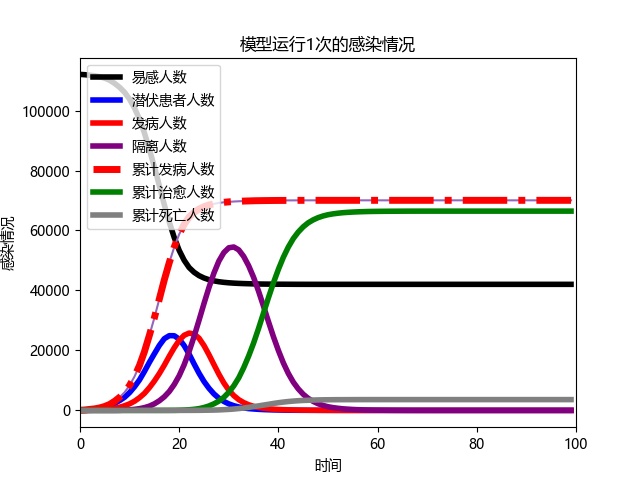 模型运行1次的感染情况
易感人数
潜伏患者人数
发病人数
隔离人数
累计发病人数
累计治愈人数
累计死亡人数
感染情况
100000
80000
60000
40000
20000
0
0 20 40 60 80 100
时间